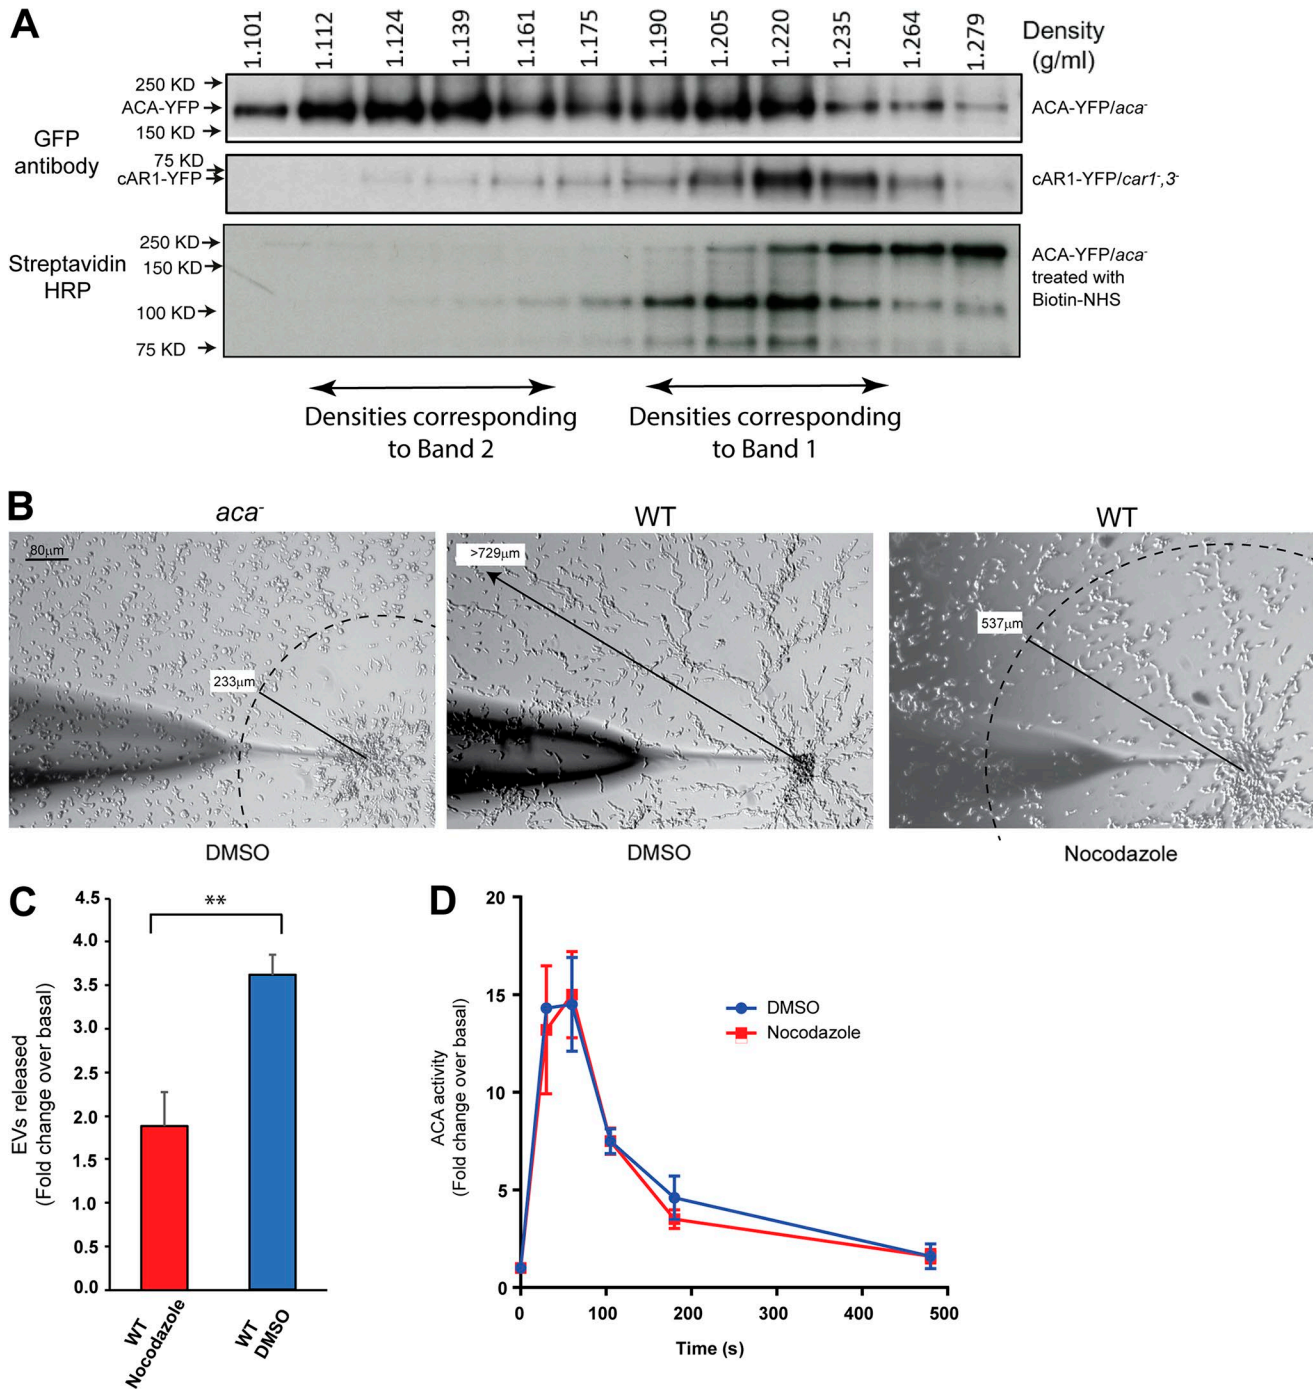 A
1.101 1.112 1.124 1.139 1.161 1.175 1.190 1.205 1.220 1.235 1.264 1.279
Density
(g/ml)
GFP
antibody
250 KD
ACA-YFP
150 KD
ACA-YFP/aca-
75 KD
cAR1-YFP
cAR1-YFP/car1-,3-
Streptavidin
HRP
250 KD
150 KD
100 KD
75 KD
ACA-YFP/aca-
treated with
Biotin-NHS
Densities corresponding
to Band 2
Densities corresponding
to Band 1
B
aca-
WT
WT
80μm
233μm
>729μm
537μm
DMSO
DMSO
Nocodazole
C
EVs released
(Fold change over basal)
4.5
4.0
3.5
3.0
2.5
2.0
1.5
1.0
0.5
0.0
**
WT
Nocodazole
WT
DMSO
D
ACA activity
(Fold change over basal)
20
15
10
5
0
DMSO
Nocodazole
0 100 200 300 400 500
Time (s)